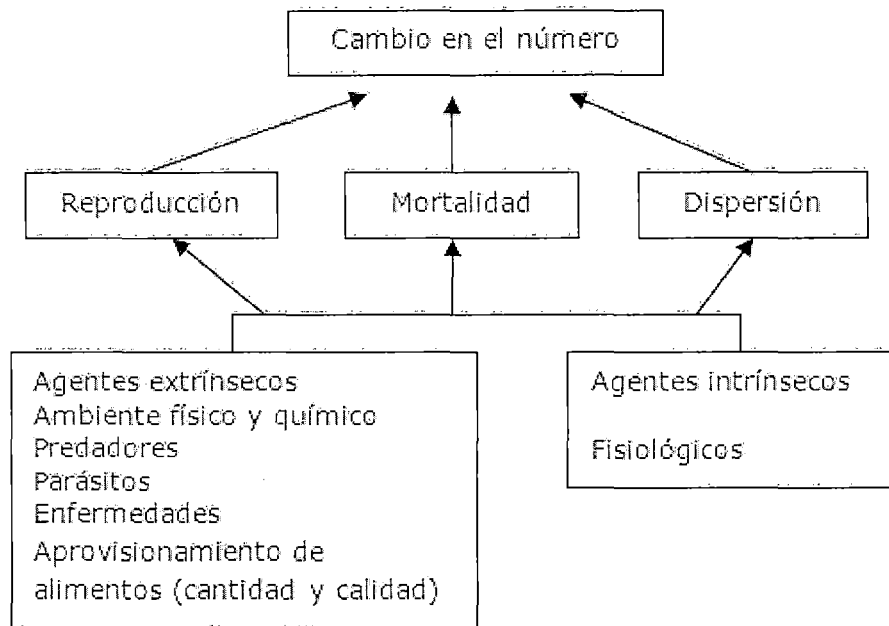 Cambio en el número
Reproducción
Mortalidad
Dispersión
Agentes extrínsecos
Ambiente físico y químico
Predadores
Parásitos
Enfermedades
Aprovisionamiento de
alimentos (cantidad y calidad)
Agentes intrínsecos
Fisiológicos